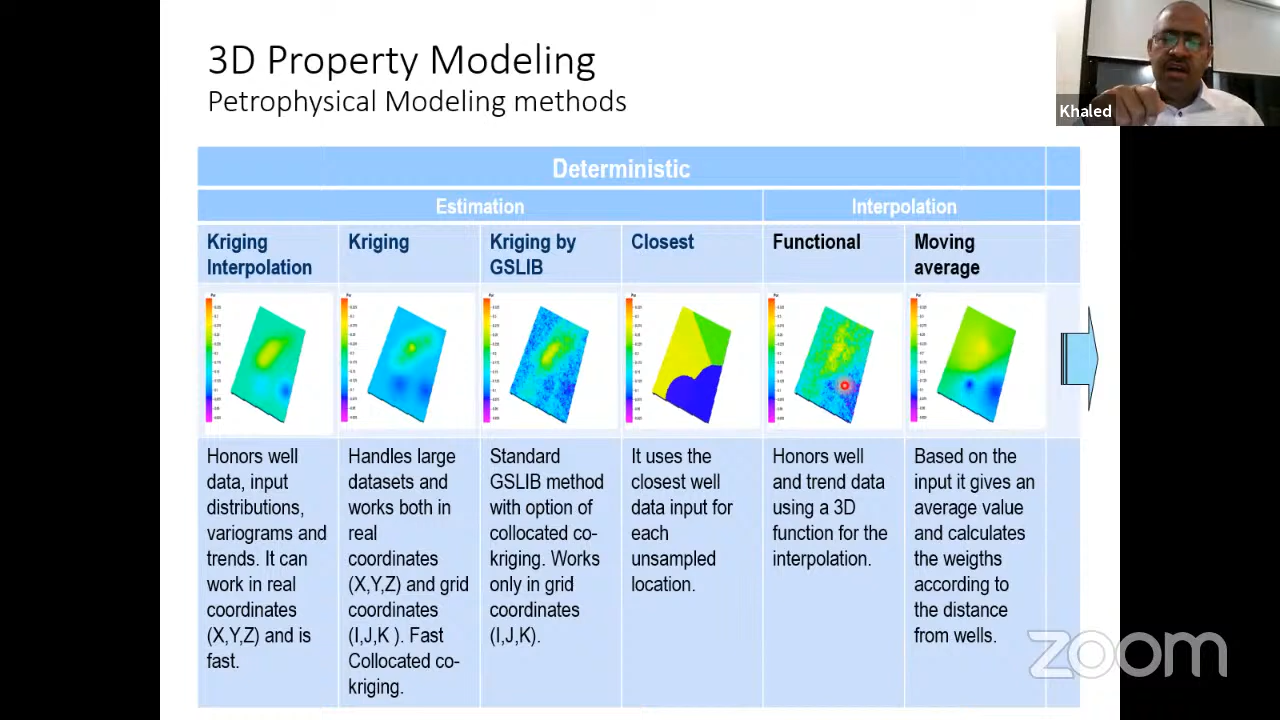 3D Property Modeling
Petrophysical Modeling methods
Khaled
Deterministic
Estimation
Interpolation
Kriging
Interpolation
Kriging
Kriging by
GSLIB
Closest
Functional
Moving
average
Honors well
data, input
distributions,
variograms and
trends. It can
work in real
coordinates
(X,Y,Z) and is
fast.
Handles large
datasets and
works both in
real
coordinates
(X,Y,Z) and grid
coordinates
(I,J,K ). Fast
Collocated co-
kriging.
Standard
GSLIB method
with option of
collocated co-
kriging. Works
only in grid
coordinates
(I,J,K).
It uses the
closest well
data input for
each
unsampled
location.
Honors well
and trend data
using a 3D
function for the
interpolation.
Based on the
input it gives an
average value
and calculates
the weigths
according to
the distance
from wells.
zoom